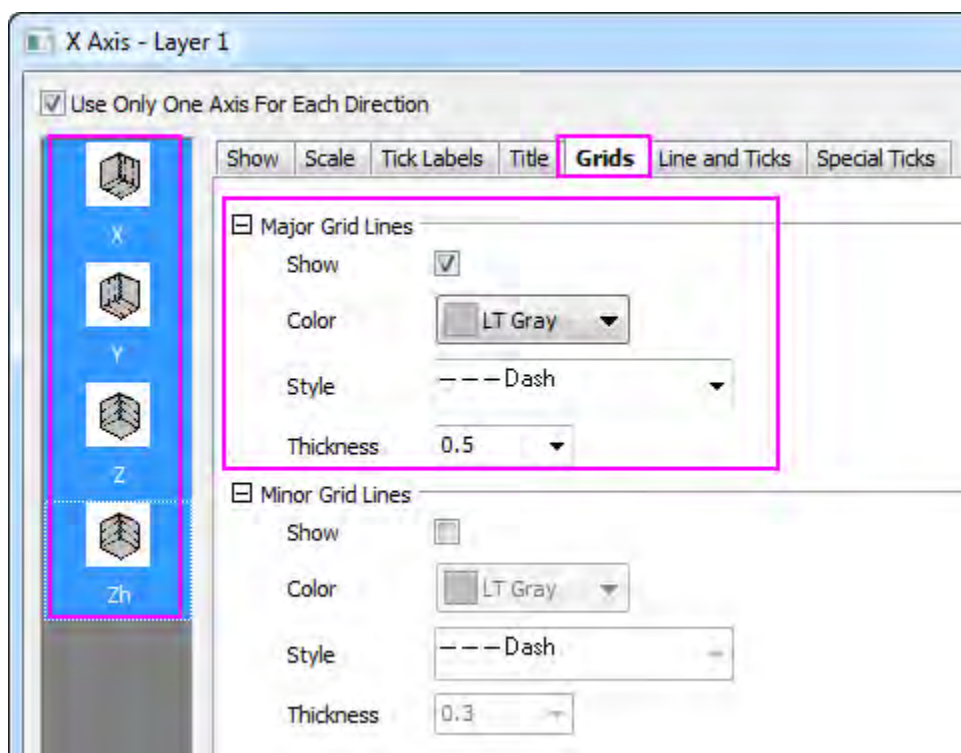 X Axis - Layer 1
Use Only One Axis For Each Direction
X
Y
Z
Zh
Show Scale Tick Labels Title Grids Line and Ticks Special Ticks
Major Grid Lines
Show
Color LT Gray
Style Dash
Thickness 0.5
Minor Grid Lines
Show
Color LT Gray
Style Dash
Thickness 0.3